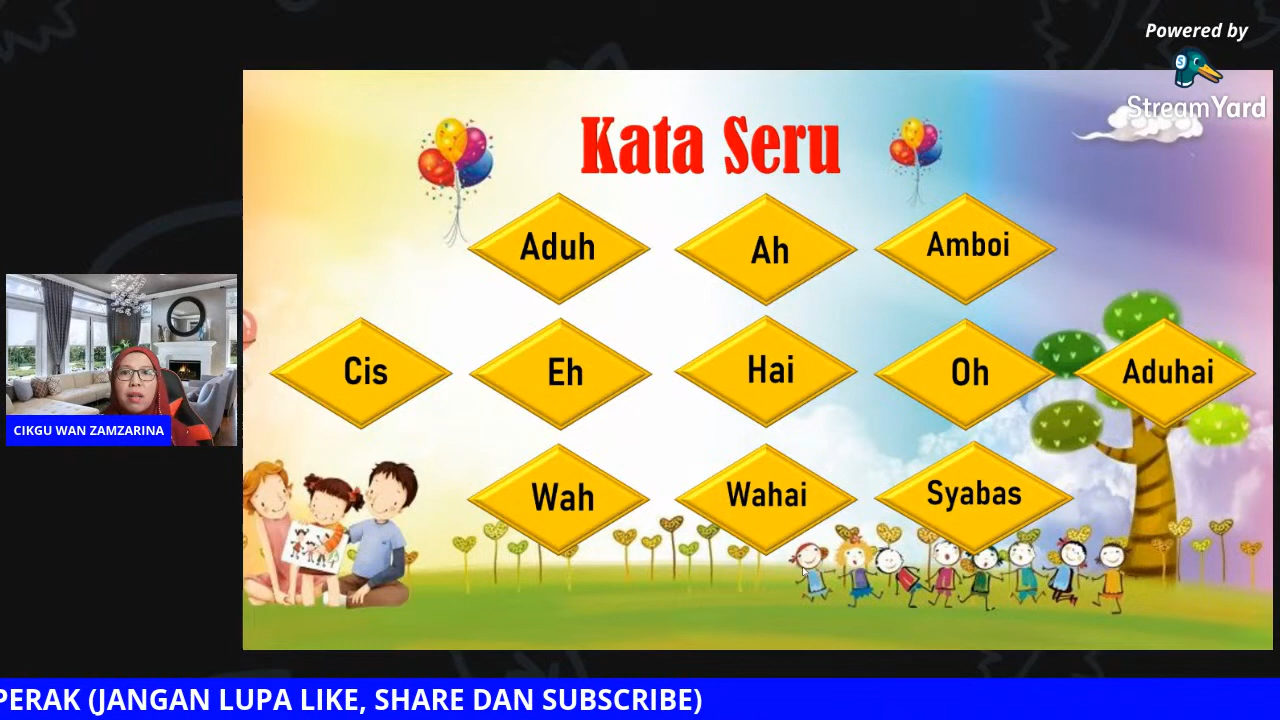 Powered by
StreamYard
Kata Seru
Aduh
Ah
Amboi
Cis
Eh
Hai
Oh
Aduhai
Wah
Wahai
Syabas
CIKGU WAN ZAMZARINA
PERAK (JANGAN LUPA LIKE, SHARE DAN SUBSCRIBE)